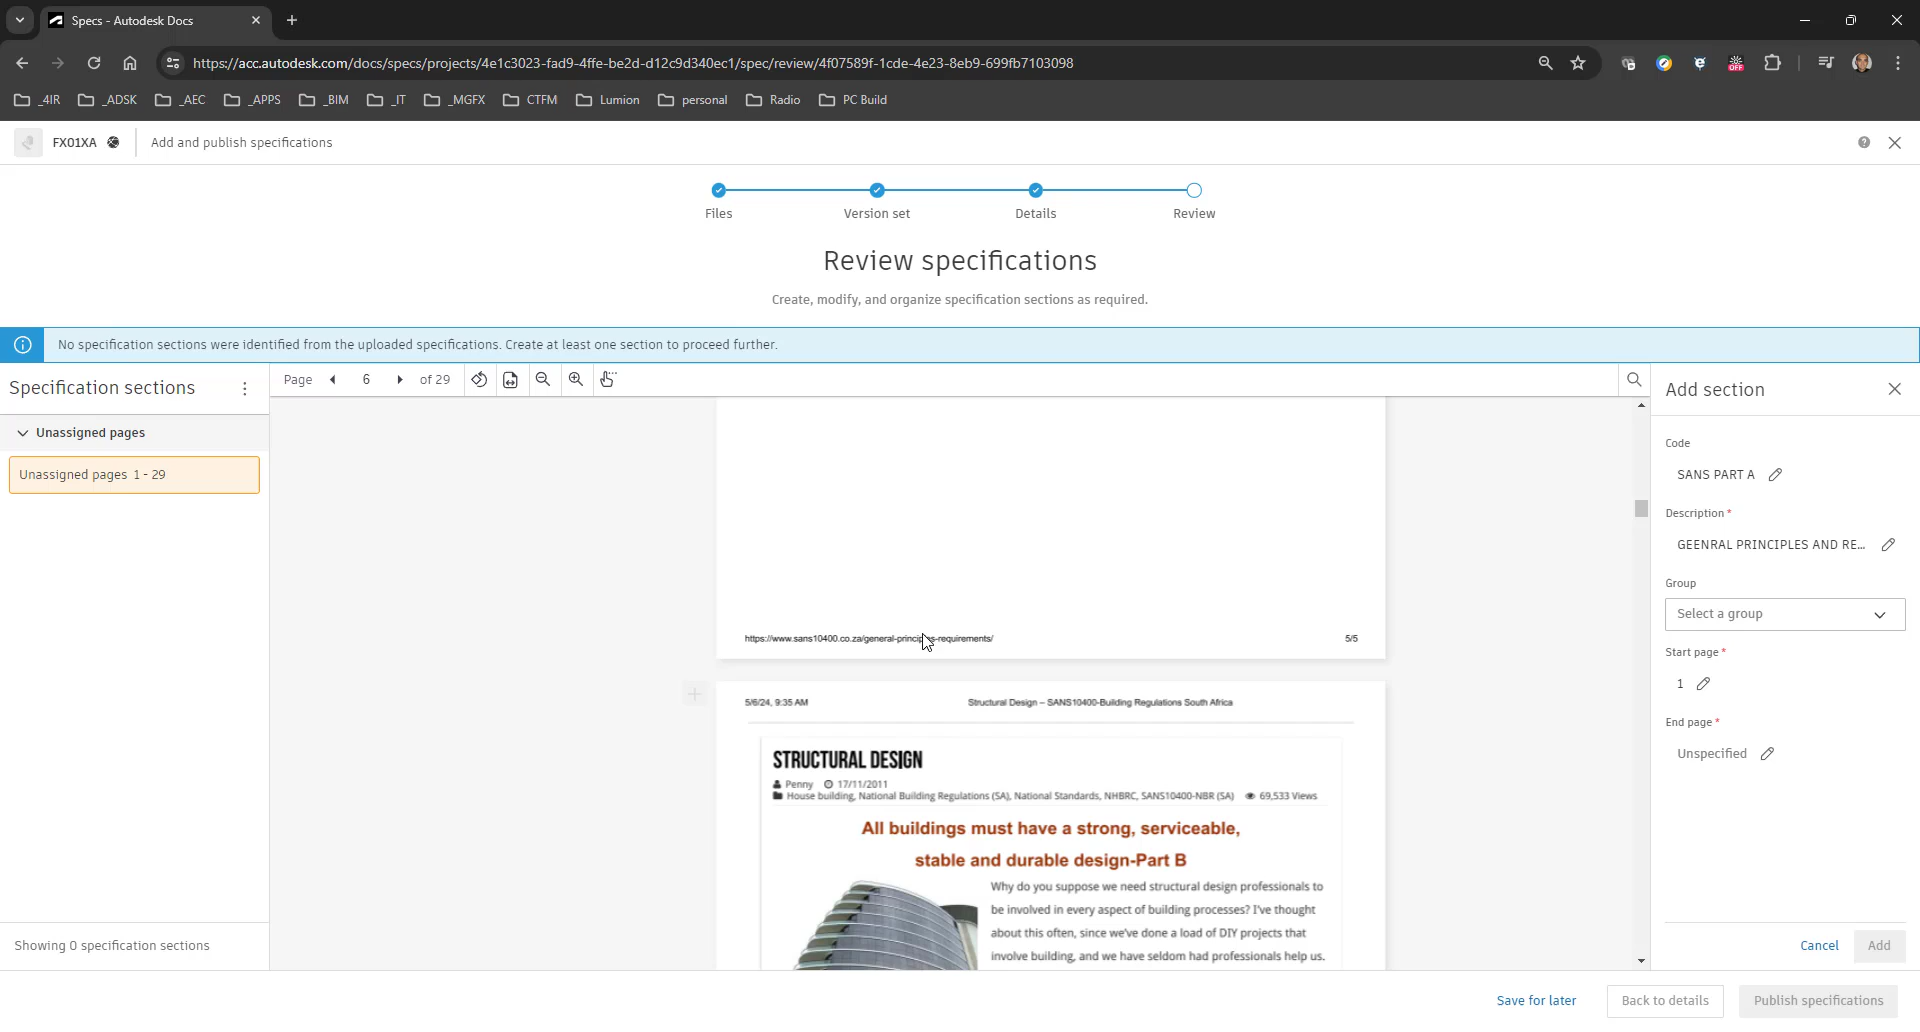 Specs - Autodesk Docs
https://acc.autodesk.com/docs/specs/projects/4e1c3023-fad9-4ffe-be2d-d12c9d340ec1/spec/review/4f07589f-1cde-4e23-8eb9-699fb7103098
OFF
_4IR
_ADSK
_AEC
_APPS
_BIM
_IT
_MGFX
CTFM
Lumion
personal
Radio
PC Build
FX01XA
Add and publish specifications
Files
Version set
Details
Review
Review specifications
Create, modify, and organize specification sections as required.
No specification sections were identified from the uploaded specifications. Create at least one section to proceed further.
Specification sections
Page 6 of 29
Unassigned pages
Unassigned pages 1 - 29
Showing 0 specification sections
https://www.sans10400.co.za/general-principles-requirements/
5/5
5/6/24, 9:35 AM
Structural Design – SANS10400-Building Regulations South Africa
STRUCTURAL DESIGN
Penny 17/11/2011
House building, National Building Regulations (SA), National Standards, NHBRC, SANS10400-NBR (SA) 69,533 Views
All buildings must have a strong, serviceable,
stable and durable design-Part B
Why do you suppose we need structural design professionals to
be involved in every aspect of building processes? I've thought
about this often, since we've done a load of DIY projects that
involve building, and we have seldom had professionals help us.
Add section
Code
SANS PART A
Description *
GEENRAL PRINCIPLES AND RE...
Group
Select a group
Start page *
1
End page *
Unspecified
Cancel
Add
Save for later
Back to details
Publish specifications